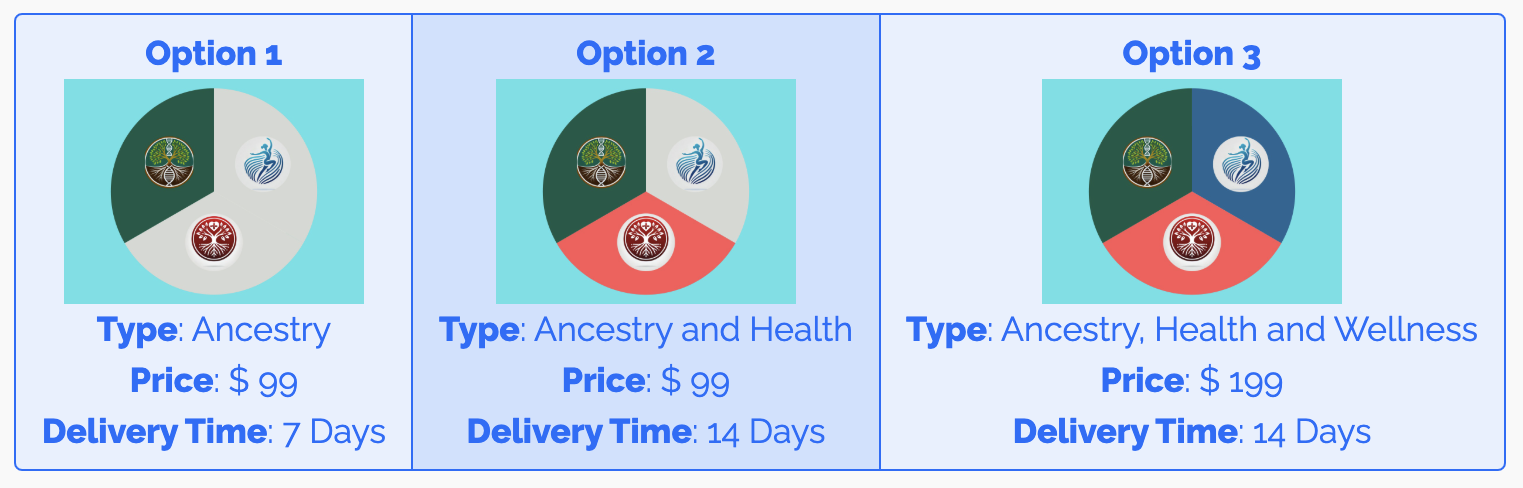 Option 1
Type: Ancestry
Price: $ 99
Delivery Time: 7 Days
Option 2
Type: Ancestry and Health
Price: $ 99
Delivery Time: 14 Days
Option 3
Type: Ancestry, Health and Wellness
Price: $ 199
Delivery Time: 14 Days